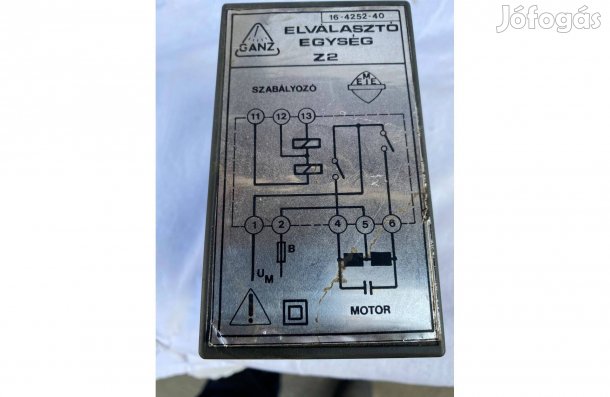 Jófogás
16-4252-40
GANZ
ELVÁLASZTÓ
EGYSÉG
Z2
SZABÁLYOZÓ
M
E E
11 12 13
1 2 4 5 6
B
UM
MOTOR